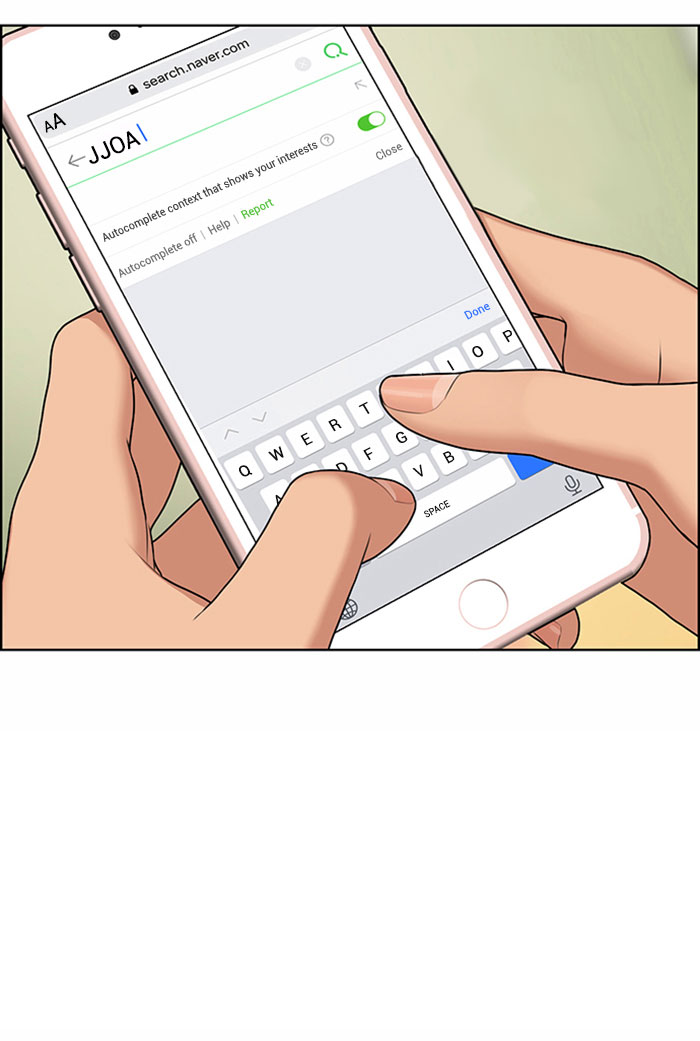 AA search.naver.com
JJOA
Autocomplete context that shows your interests ?
Close
Autocomplete off | Help | Report
Done
Q W E R T I O P
A D F G
V B
SPACE